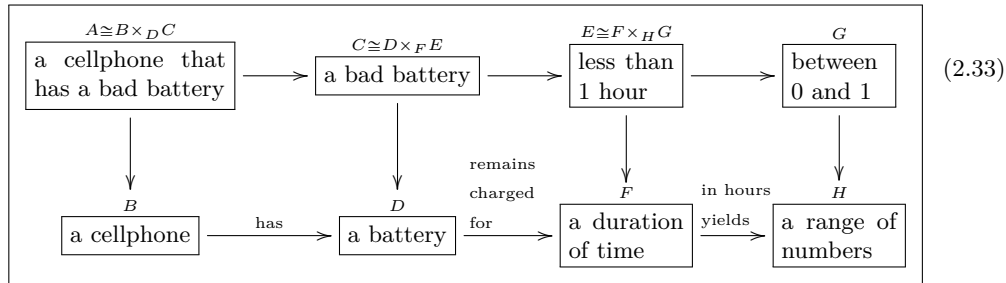 A≅B×_D C
C≅D×_F E
E≅F×_H G
G
a cellphone that
has a bad battery
a bad battery
less than
1 hour
between
0 and 1
(2.33)
B
D
remains
charged
for
F
in hours
yields
H
a cellphone
has
a battery
a duration
of time
a range of
numbers